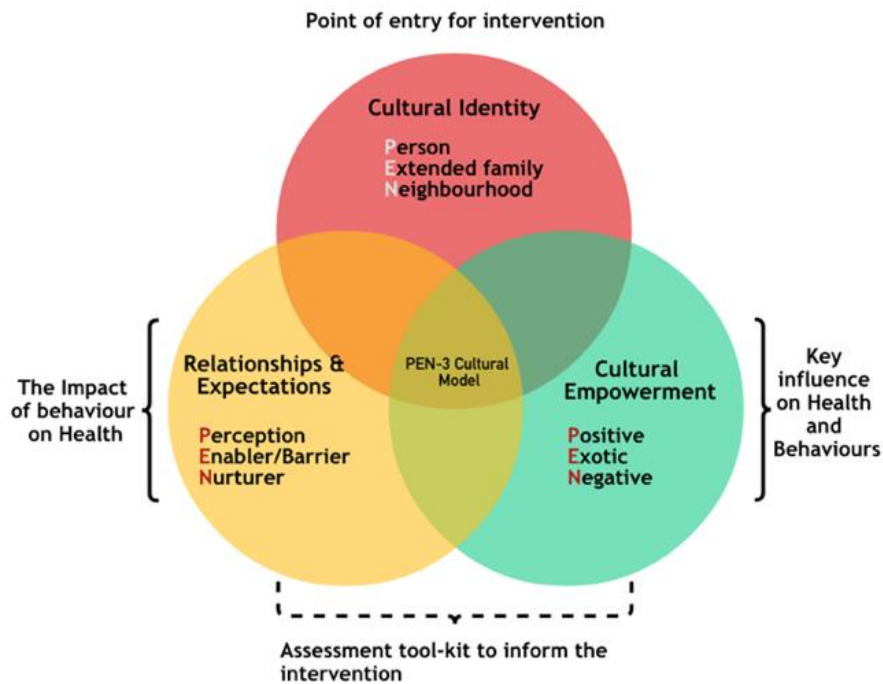 Point of entry for intervention
Cultural Identity
Person
Extended family
Neighbourhood
The Impact
of behaviour
on Health
Relationships &
Expectations
Perception
Enabler/Barrier
Nurturer
PEN-3 Cultural
Model
Cultural
Empowerment
Positive
Exotic
Negative
Key
influence
on Health
and
Behaviours
Assessment tool-kit to inform the
intervention